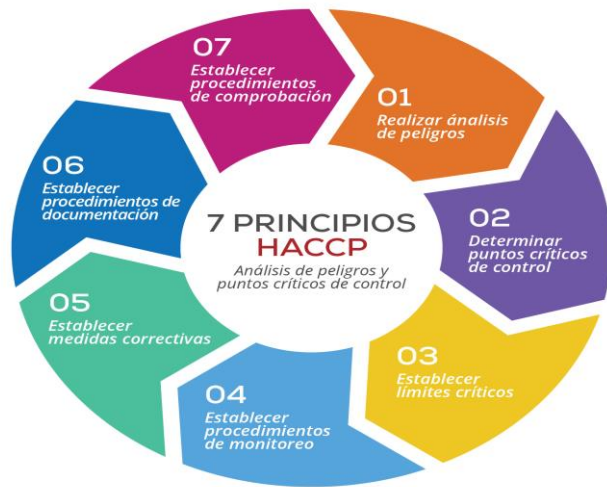 7 PRINCIPIOS
HACCP
Análisis de peligros y
puntos críticos de control
01
Realizar ánalisis
de peligros
02
Determinar
puntos críticos
de control
03
Establecer
límites críticos
04
Establecer
procedimientos
de monitoreo
05
Establecer
medidas correctivas
06
Establecer
procedimientos de
documentación
07
Establecer
procedimientos
de comprobación